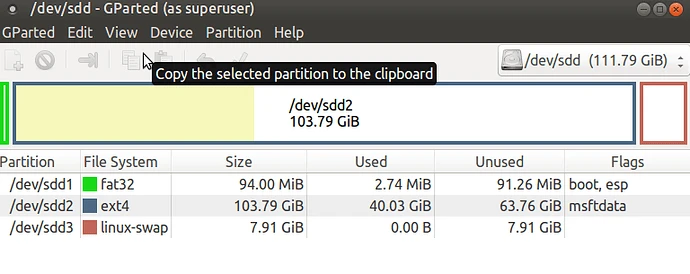 /dev/sdd - GParted (as superuser)
GParted Edit View Device Partition Help
/dev/sdd (111.79 GiB)
Copy the selected partition to the clipboard
/dev/sdd2
103.79 GiB
Partition File System Size Used Unused Flags
/dev/sdd1 fat32 94.00 MiB 2.74 MiB 91.26 MiB boot, esp
/dev/sdd2 ext4 103.79 GiB 40.03 GiB 63.76 GiB msftdata
/dev/sdd3 linux-swap 7.91 GiB 0.00 B 7.91 GiB